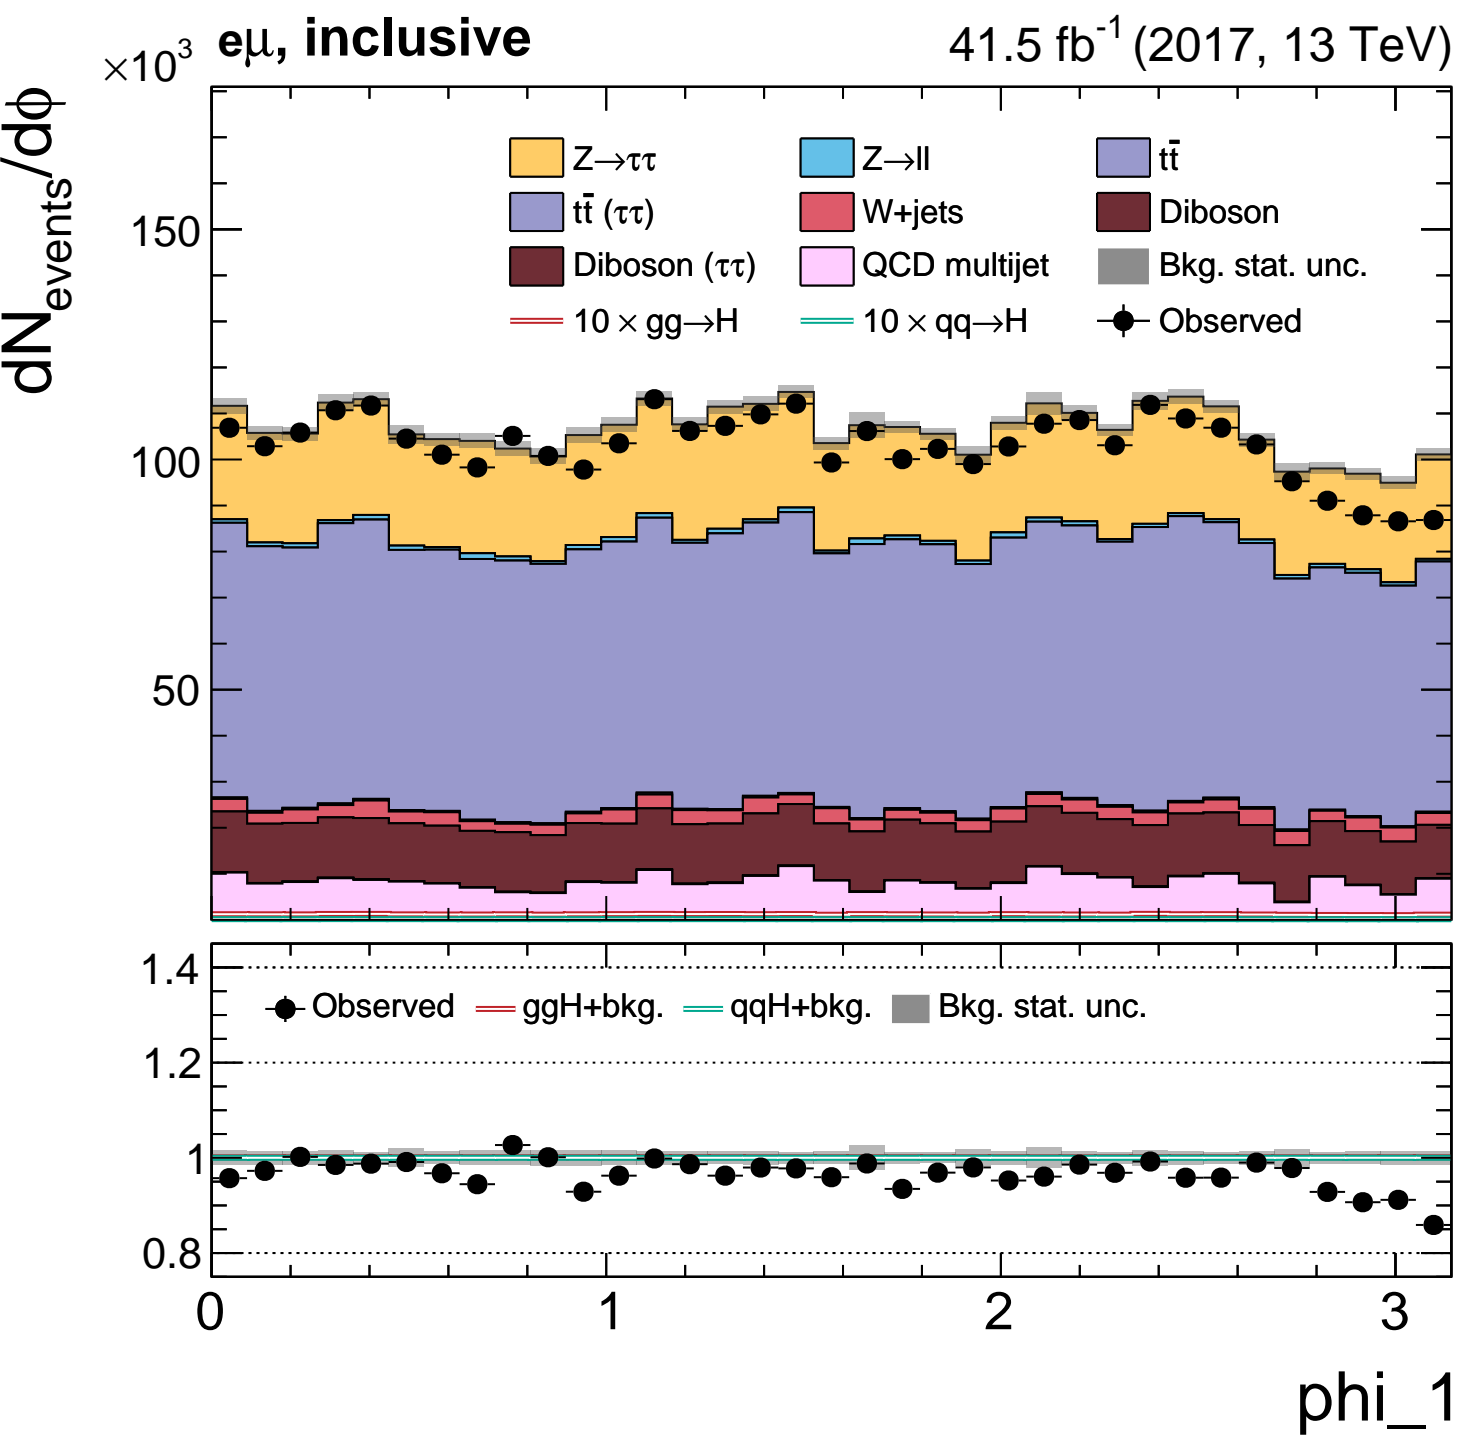 ×10³ eμ, inclusive 41.5 fb⁻¹ (2017, 13 TeV)
dN_events/dϕ
Z→ττ Z→ll tt̄
tt̄ (ττ) W+jets Diboson
Diboson (ττ) QCD multijet Bkg. stat. unc.
10 × gg→H 10 × qq→H Observed
150
100
50
1.4
Observed ggH+bkg. qqH+bkg. Bkg. stat. unc.
1.2
1
0.8
0 1 2 3
phi_1